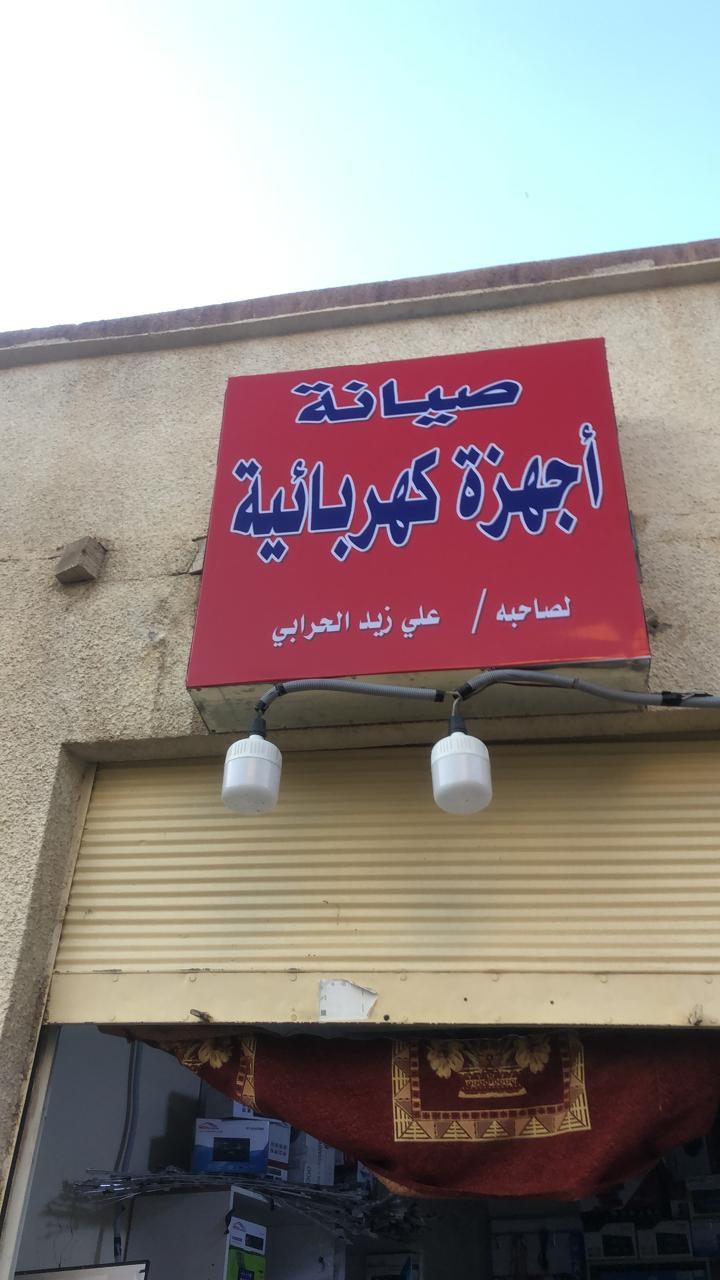 صيانة
أجهزة كهربائية
لصاحبه / علي زيد الحرابي